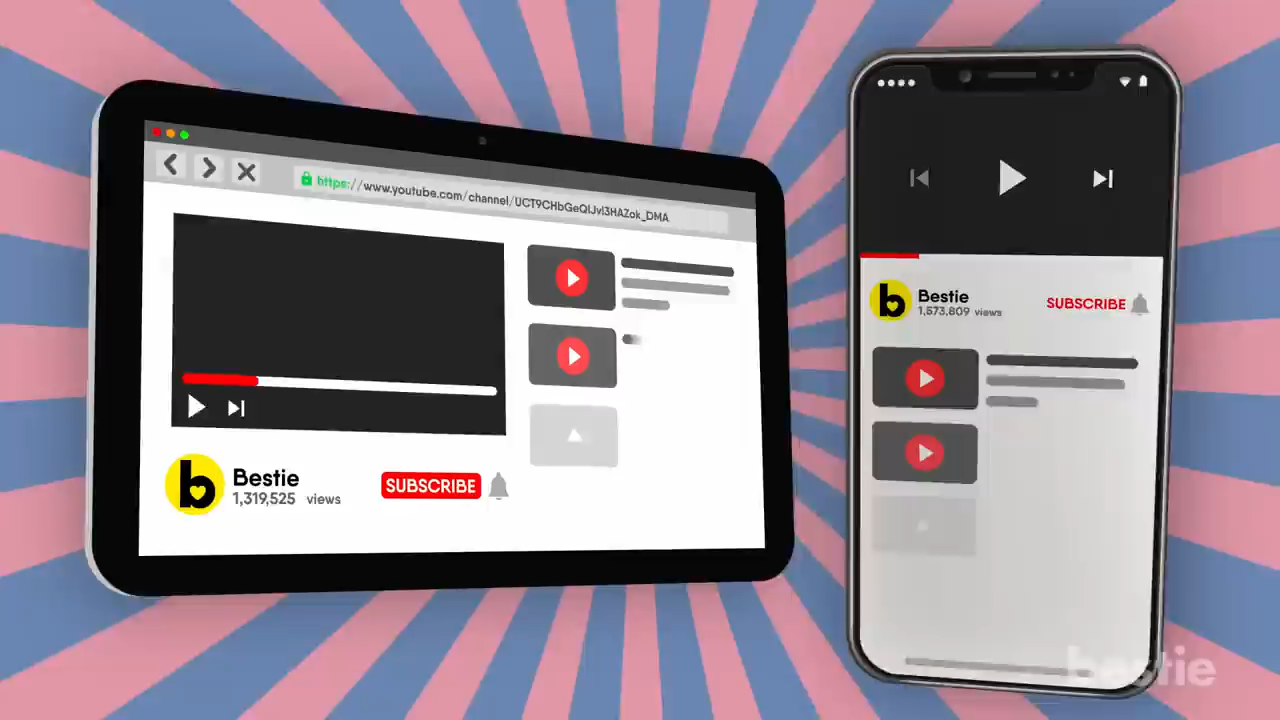 https://www.youtube.com/channel/UCT9CHbGeQIJvI3HAZok_DMA
b
Bestie
1,319,525 views
SUBSCRIBE
b
Bestie
1,573,809 views
SUBSCRIBE
bestie